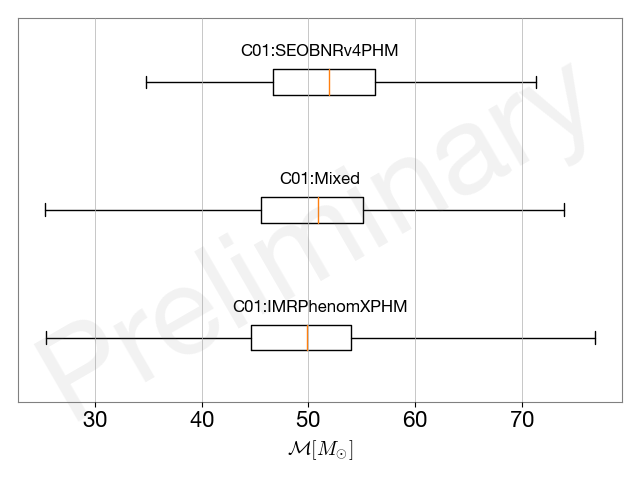 C01:SEOBNRv4PHM
C01:Mixed
C01:IMRPhenomXPHM
Preliminary
30 40 50 60 70
ℳ[M⊙]